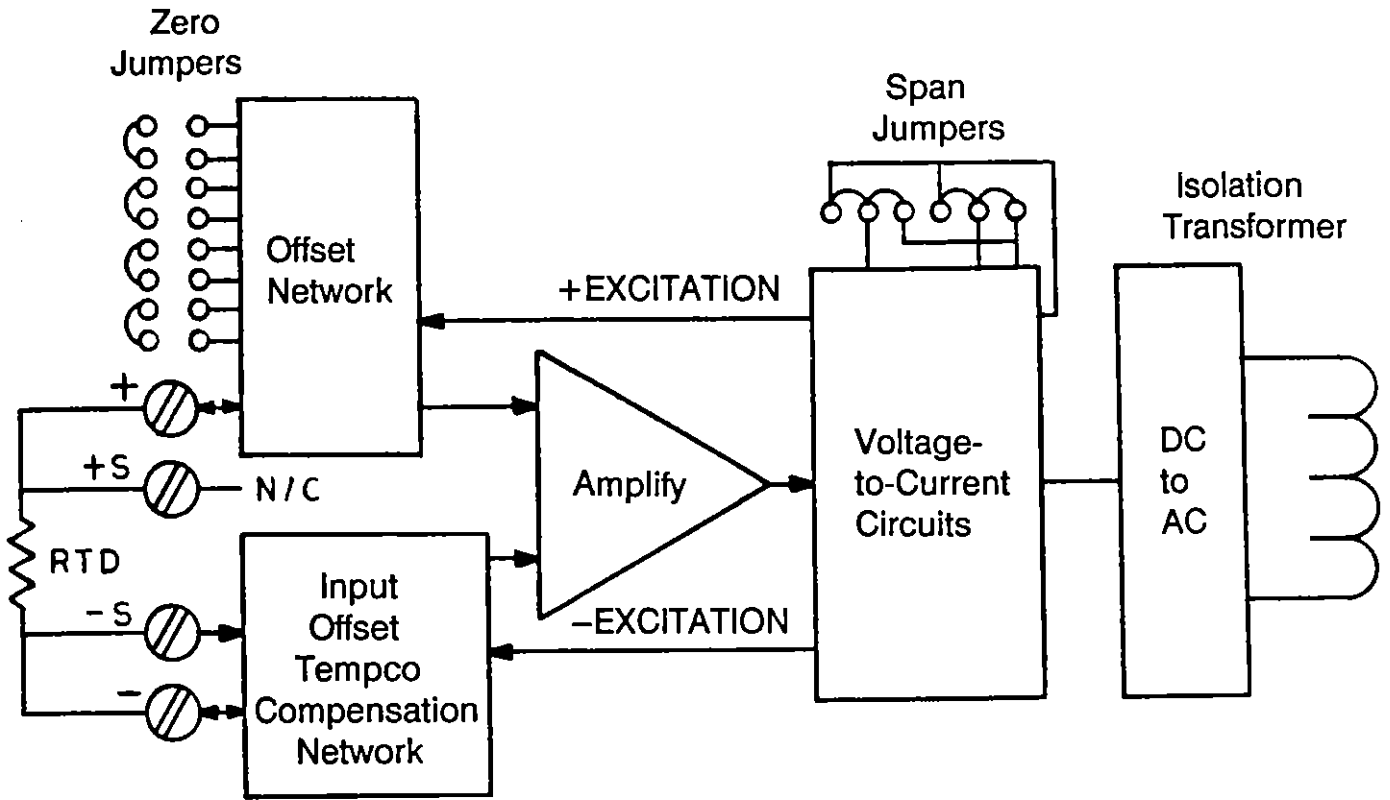 Zero
Jumpers
Span
Jumpers
Isolation
Transformer
Offset
Network
+EXCITATION
+
+S
N/C
Amplify
Voltage-
to-Current
Circuits
DC
to
AC
RTD
-S
-
Input
Offset
Tempco
Compensation
Network
−EXCITATION